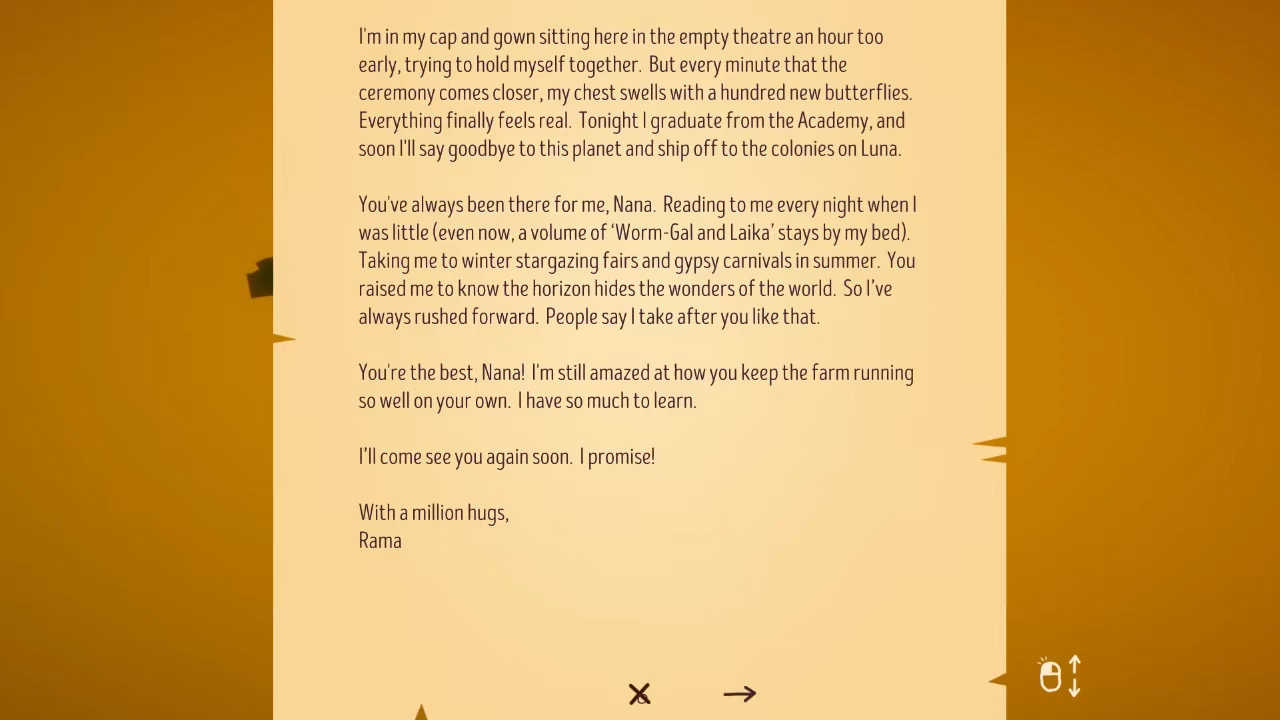 I'm in my cap and gown sitting here in the empty theatre an hour too
early, trying to hold myself together. But every minute that the
ceremony comes closer, my chest swells with a hundred new butterflies.
Everything finally feels real. Tonight I graduate from the Academy, and
soon I'll say goodbye to this planet and ship off to the colonies on Luna.
You've always been there for me, Nana. Reading to me every night when I
was little (even now, a volume of ‘Worm-Gal and Laika’ stays by my bed).
Taking me to winter stargazing fairs and gypsy carnivals in summer. You
raised me to know the horizon hides the wonders of the world. So I’ve
always rushed forward. People say I take after you like that.
You're the best, Nana! I'm still amazed at how you keep the farm running
so well on your own. I have so much to learn.
I’ll come see you again soon. I promise!
With a million hugs,
Rama